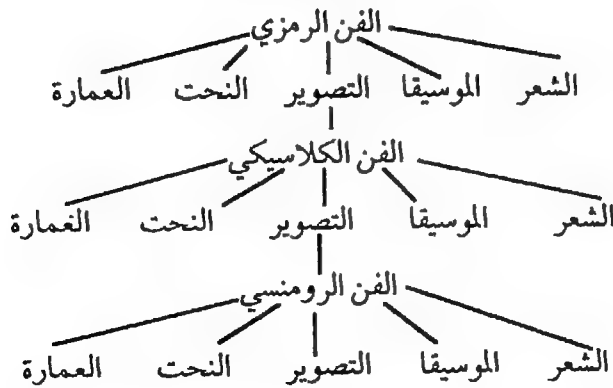 الفن الرمزي
الشعر الموسيقا التصوير النحت العمارة
الفن الكلاسيكي
الشعر الموسيقا التصوير النحت الغمارة
الفن الرومنسي
الشعر الموسيقا التصوير النحت العمارة